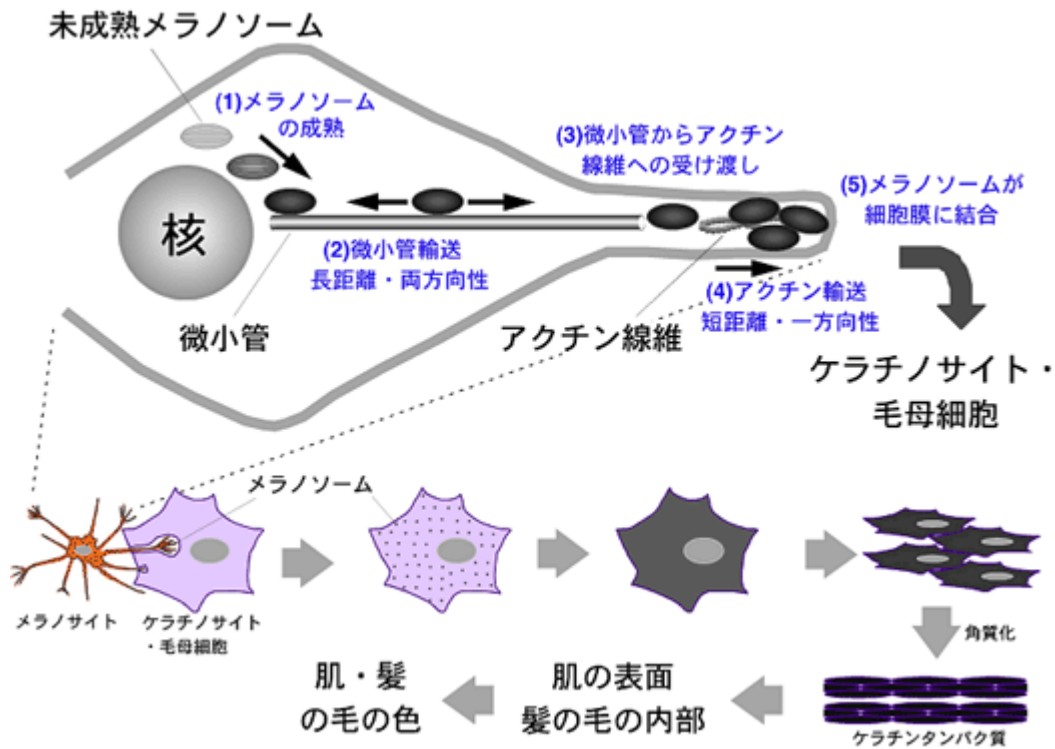 未成熟メラノソーム
(1)メラノソーム
の成熟
(3)微小管からアクチン
線維への受け渡し
(5)メラノソームが
細胞膜に結合
核
(2)微小管輸送
長距離・両方向性
(4)アクチン輸送
短距離・一方向性
微小管
アクチン線維
ケラチノサイト・
毛母細胞
メラノソーム
メラノサイト
ケラチノサイト
・毛母細胞
角質化
肌・髪
の毛の色
肌の表面
髪の毛の内部
ケラチンタンパク質